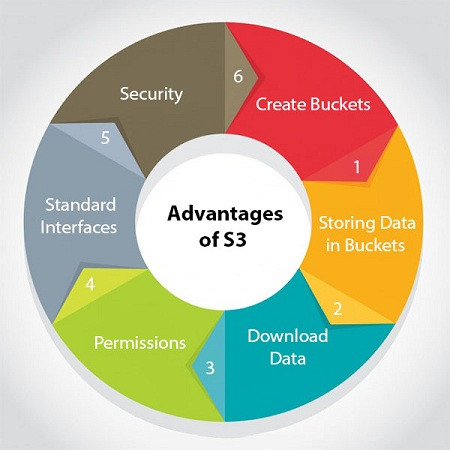 Advantages
of S3
Create Buckets
1
Storing Data
in Buckets
2
Download
Data
3
Permissions
4
Standard
Interfaces
5
Security
6